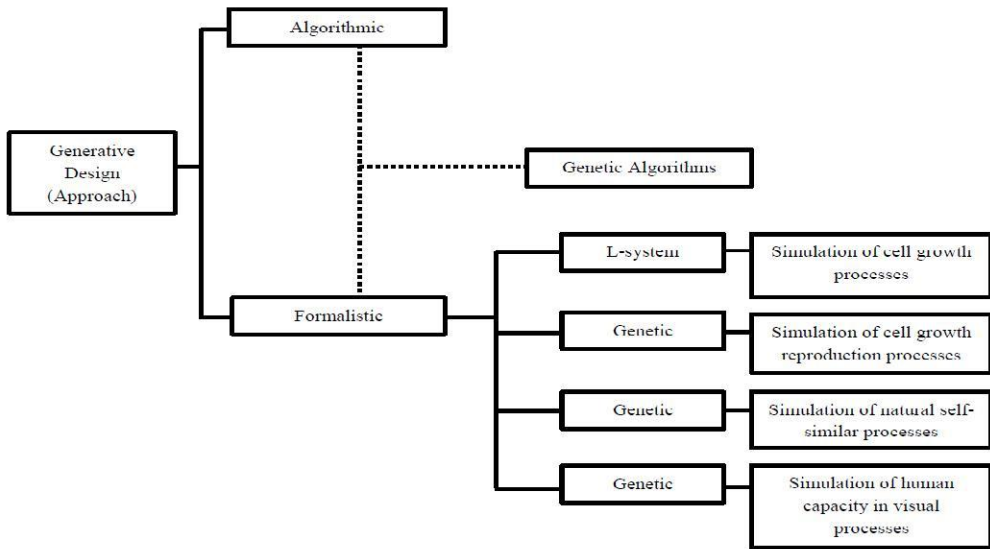 Algorithmic
Generative
Design
(Approach)
Genetic Algorithms
L-system
Simulation of cell growth
processes
Formalistic
Genetic
Simulation of cell growth
reproduction processes
Genetic
Simulation of natural self-
similar processes
Genetic
Simulation of human
capacity in visual
processes